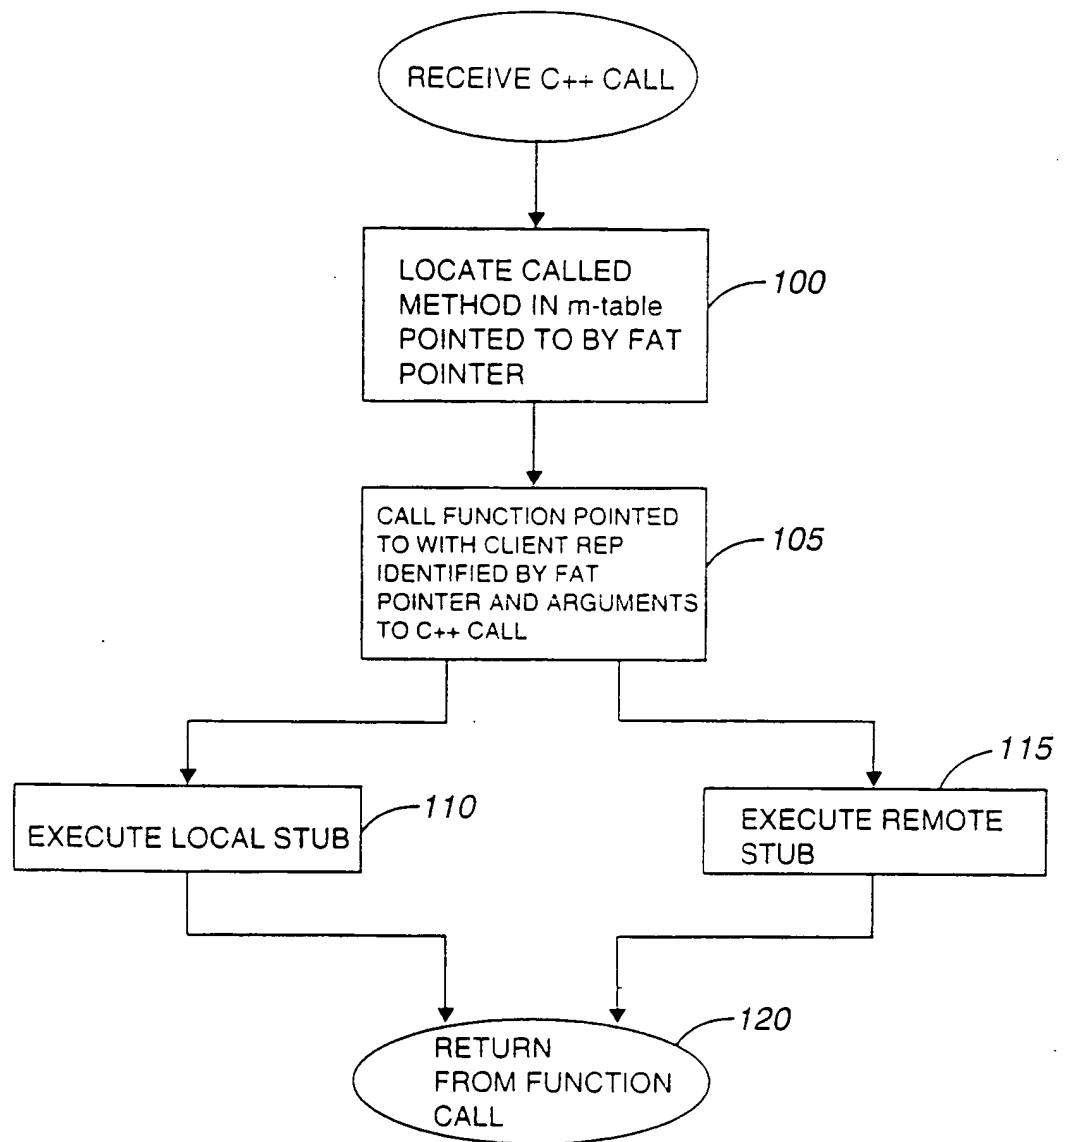 RECEIVE C++ CALL
LOCATE CALLED
METHOD IN m-table
POINTED TO BY FAT
POINTER
100
CALL FUNCTION POINTED
TO WITH CLIENT REP
IDENTIFIED BY FAT
POINTER AND ARGUMENTS
TO C++ CALL
105
EXECUTE LOCAL STUB
110
EXECUTE REMOTE
STUB
115
RETURN
FROM FUNCTION
CALL
120